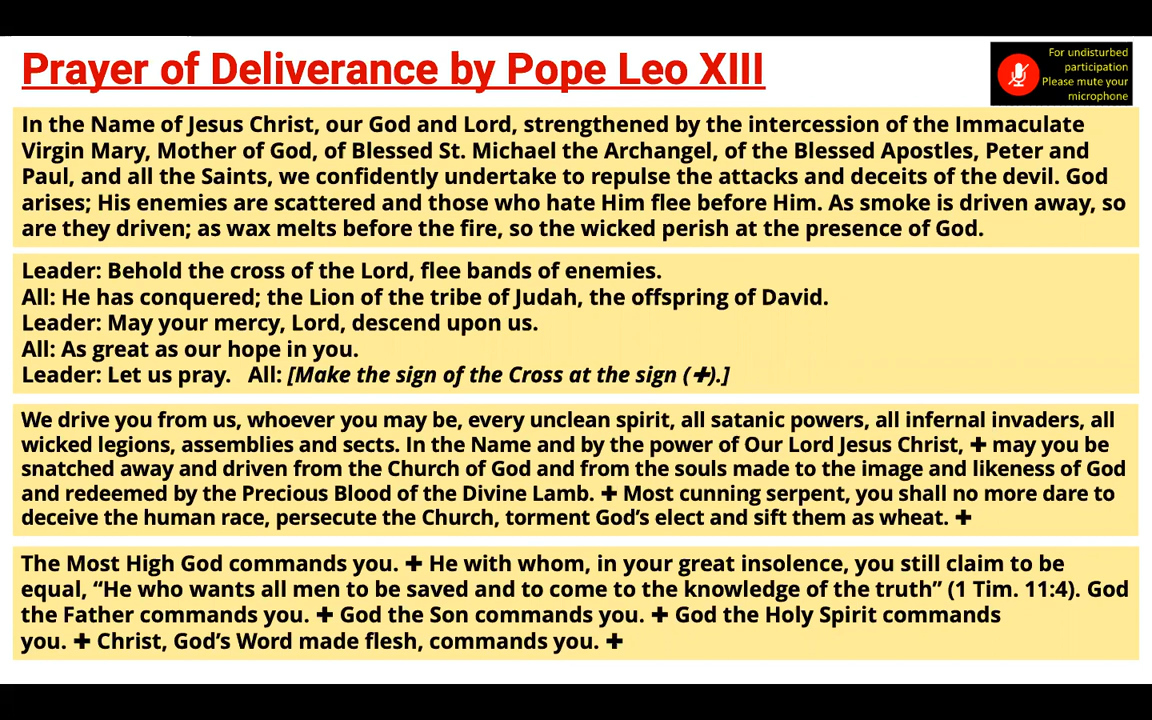 Prayer of Deliverance by Pope Leo XIII
For undisturbed
participation
Please mute your
microphone
In the Name of Jesus Christ, our God and Lord, strengthened by the intercession of the Immaculate
Virgin Mary, Mother of God, of Blessed St. Michael the Archangel, of the Blessed Apostles, Peter and
Paul, and all the Saints, we confidently undertake to repulse the attacks and deceits of the devil. God
arises; His enemies are scattered and those who hate Him flee before Him. As smoke is driven away, so
are they driven; as wax melts before the fire, so the wicked perish at the presence of God.
Leader: Behold the cross of the Lord, flee bands of enemies.
All: He has conquered; the Lion of the tribe of Judah, the offspring of David.
Leader: May your mercy, Lord, descend upon us.
All: As great as our hope in you.
Leader: Let us pray. All: [Make the sign of the Cross at the sign (✚).]
We drive you from us, whoever you may be, every unclean spirit, all satanic powers, all infernal invaders, all
wicked legions, assemblies and sects. In the Name and by the power of Our Lord Jesus Christ, ✚ may you be
snatched away and driven from the Church of God and from the souls made to the image and likeness of God
and redeemed by the Precious Blood of the Divine Lamb. ✚ Most cunning serpent, you shall no more dare to
deceive the human race, persecute the Church, torment God's elect and sift them as wheat. ✚
The Most High God commands you. ✚ He with whom, in your great insolence, you still claim to be
equal, "He who wants all men to be saved and to come to the knowledge of the truth" (1 Tim. 11:4). God
the Father commands you. ✚ God the Son commands you. ✚ God the Holy Spirit commands
you. ✚ Christ, God's Word made flesh, commands you. ✚